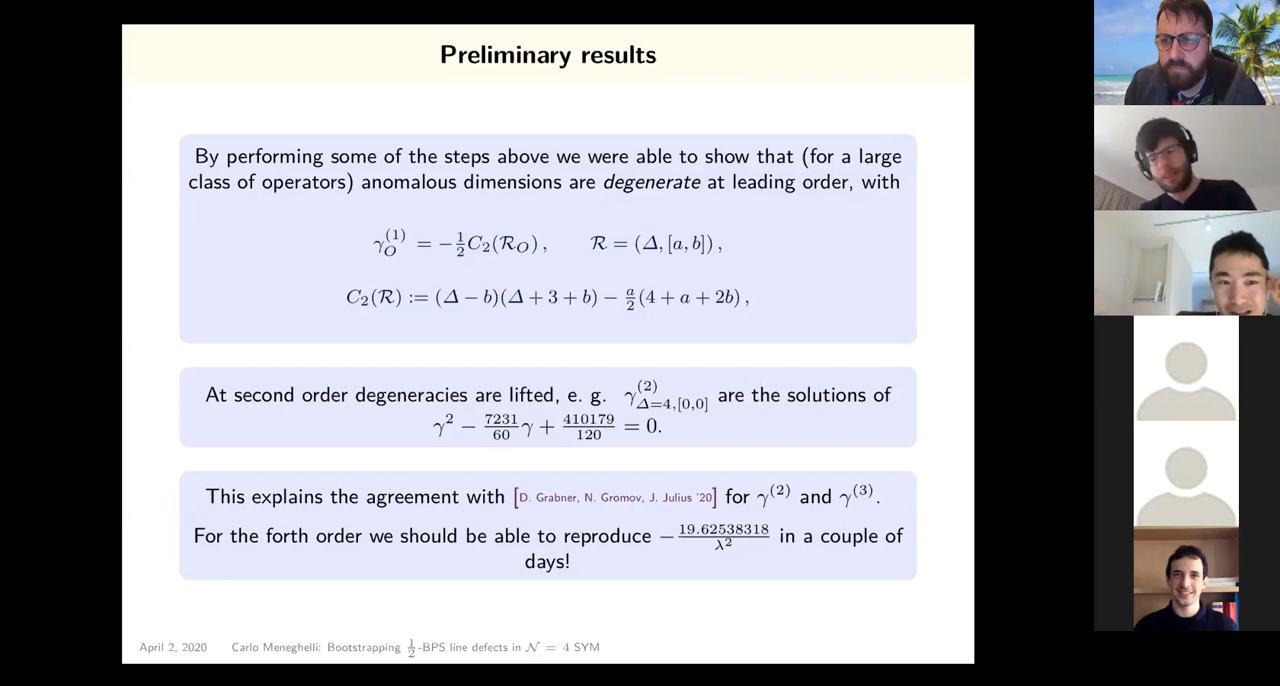 Preliminary results
By performing some of the steps above we were able to show that (for a large
class of operators) anomalous dimensions are degenerate at leading order, with
γ_O^{(1)} = −½C₂(ℛ_O) ,   ℛ = (Δ, [a, b]) ,
C₂(ℛ) := (Δ − b)(Δ + 3 + b) − a/2 (4 + a + 2b) ,
At second order degeneracies are lifted, e. g. γ^{(2)}_{Δ=4,[0,0]} are the solutions of
γ² − 7231/60 γ + 410179/120 = 0.
This explains the agreement with [D. Grabner, N. Gromov, J. Julius '20] for γ^{(2)} and γ^{(3)}.
For the forth order we should be able to reproduce − 19.62538318/λ² in a couple of
days!
April 2, 2020 Carlo Meneghelli: Bootstrapping ½-BPS line defects in 𝒩 = 4 SYM